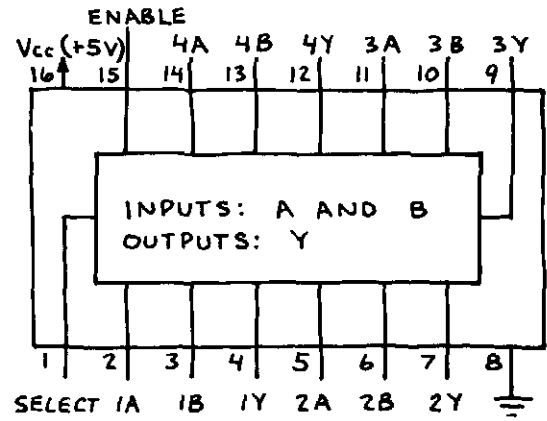 ENABLE
Vcc (+5V) 4A 4B 4Y 3A 3B 3Y
16 15 14 13 12 11 10 9
INPUTS: A AND B
OUTPUTS: Y
1 2 3 4 5 6 7 8
SELECT 1A 1B 1Y 2A 2B 2Y